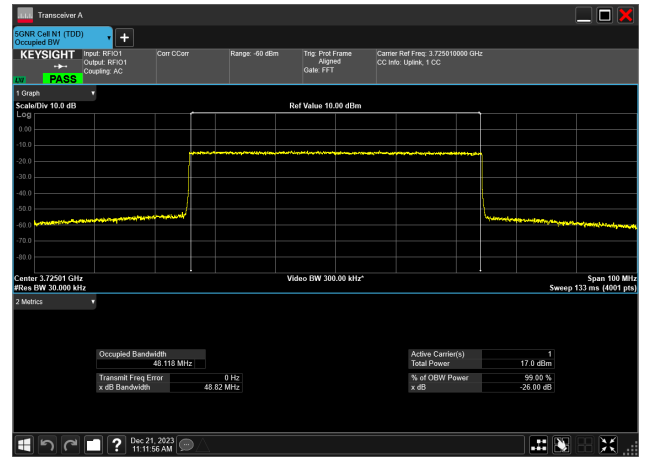 Transceiver A
5GNR Cell N1 (TDD)
Occupied BW
KEYSIGHT
LXI
PASS
Input: RFIO1
Output: RFIO1
Coupling: AC
Corr CCorr
Range: -60 dBm
Trig: Prot Frame
Aligned
Gate: FFT
Carrier Ref Freq: 3.725010000 GHz
CC Info: Uplink, 1 CC
1 Graph
Scale/Div 10.0 dB
Ref Value 10.00 dBm
Log
0.00
-10.0
-20.0
-30.0
-40.0
-50.0
-60.0
-70.0
-80.0
Center 3.72501 GHz
Video BW 300.00 kHz*
Span 100 MHz
#Res BW 30.000 kHz
Sweep 133 ms (4001 pts)
2 Metrics
Occupied Bandwidth
48.118 MHz
Transmit Freq Error 0 Hz
x dB Bandwidth 48.82 MHz
Active Carrier(s) 1
Total Power 17.0 dBm
% of OBW Power 99.00 %
x dB -26.00 dB
Dec 21, 2023
11:11:56 AM